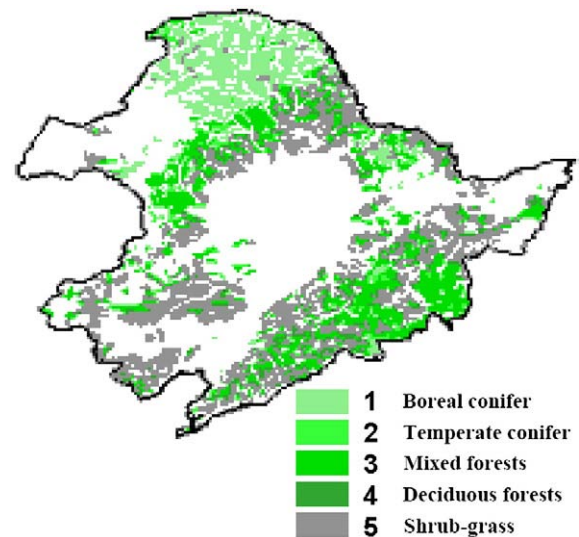 1 Boreal conifer
2 Temperate conifer
3 Mixed forests
4 Deciduous forests
5 Shrub-grass